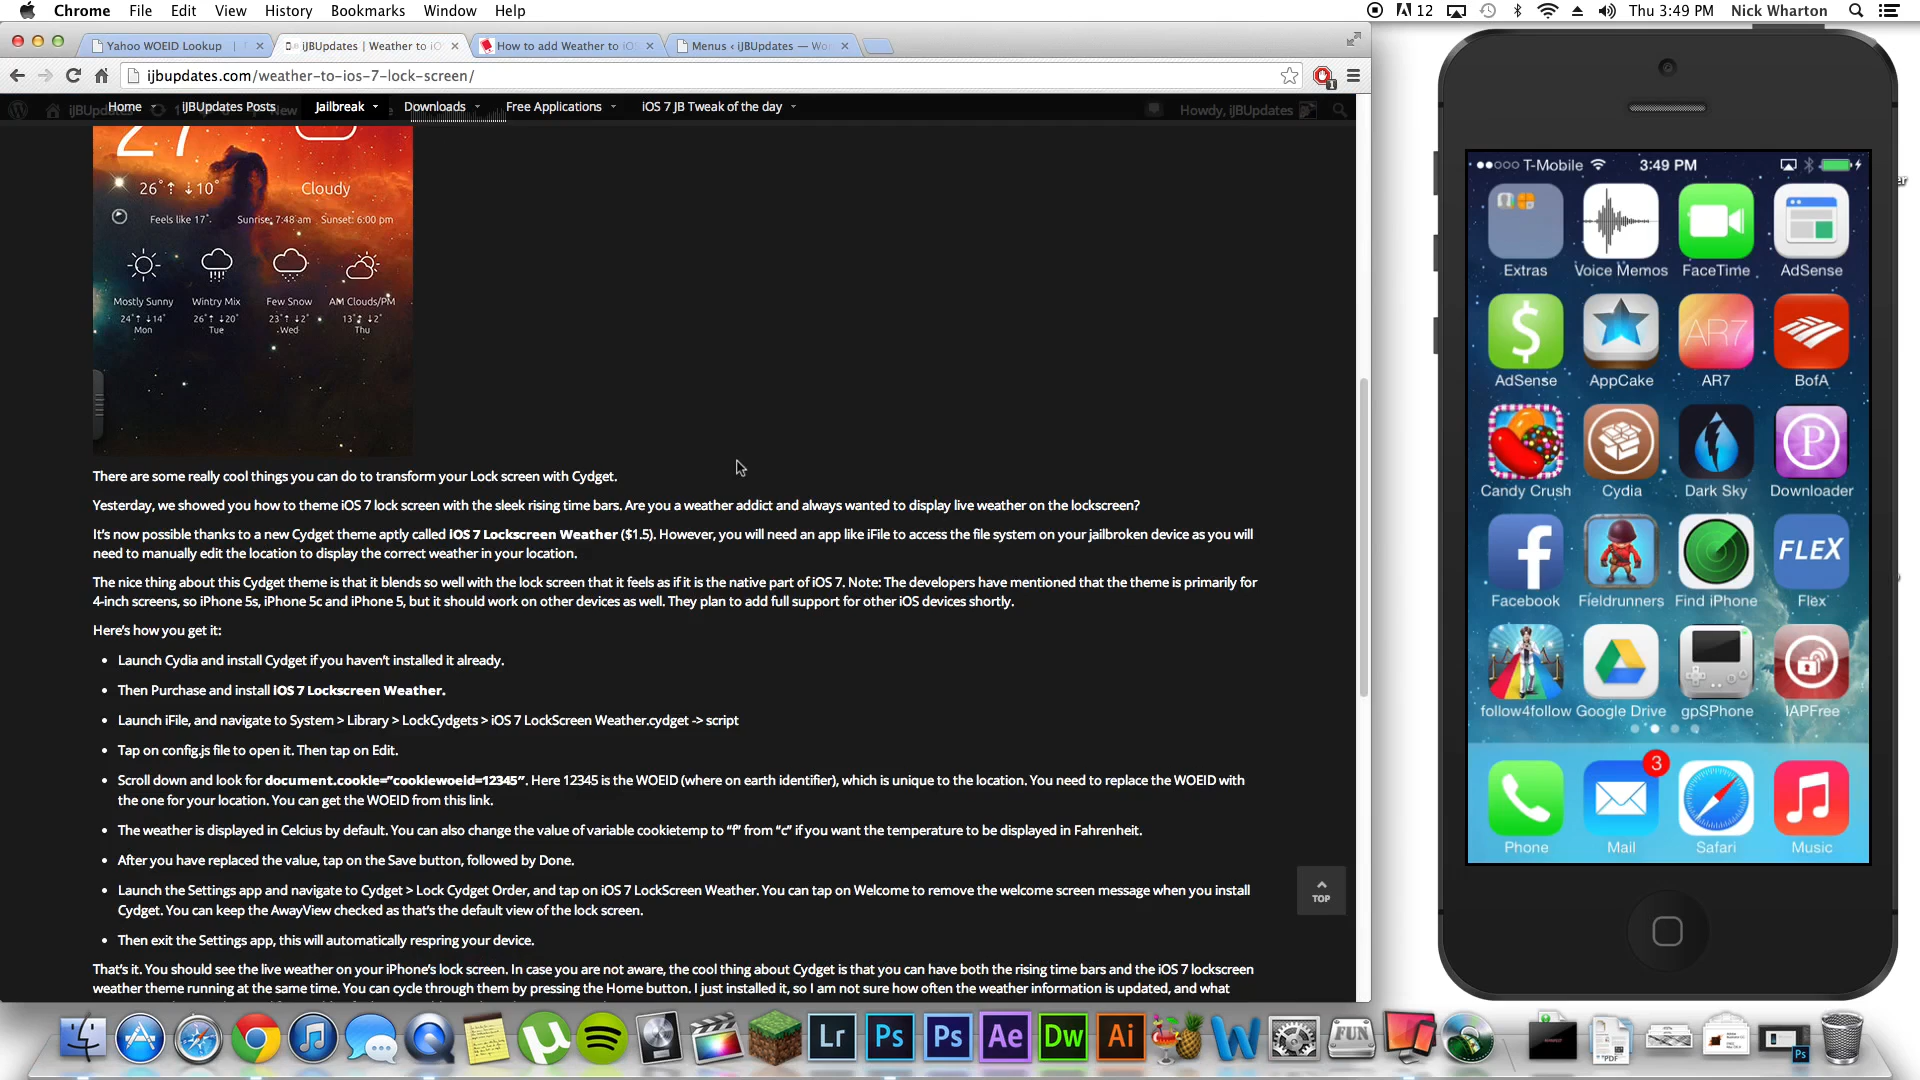 Chrome File Edit View History Bookmarks Window Help
12 Thu 3:49 PM Nick Wharton
Yahoo WOEID Lookup
iJBUpdates | Weather to iO
How to add Weather to iOS
Menus ‹ iJBUpdates — Wo
ijbupdates.com/weather-to-ios-7-lock-screen/
1
Home iJBUpdates Posts Jailbreak Downloads Free Applications iOS 7 JB Tweak of the day
iJBUpdates
Howdy, iJBUpdates
27
26° 10° Cloudy
Feels like 17° Sunrise: 7:48 am Sunset: 6:00 pm
Mostly Sunny Wintry Mix Few Snow AM Clouds/PM
24° 14° 26° 20° 23° 2° 13° 2°
Mon Tue Wed Thu
There are some really cool things you can do to transform your Lock screen with Cydget.
Yesterday, we showed you how to theme iOS 7 lock screen with the sleek rising time bars. Are you a weather addict and always wanted to display live weather on the lockscreen?
It's now possible thanks to a new Cydget theme aptly called iOS 7 Lockscreen Weather ($1.5). However, you will need an app like iFile to access the file system on your jailbroken device as you will
need to manually edit the location to display the correct weather in your location.
The nice thing about this Cydget theme is that it blends so well with the lock screen that it feels as if it is the native part of iOS 7. Note: The developers have mentioned that the theme is primarily for
4-inch screens, so iPhone 5s, iPhone 5c and iPhone 5, but it should work on other devices as well. They plan to add full support for other iOS devices shortly.
Here's how you get it:
• Launch Cydia and install Cydget if you haven't installed it already.
• Then Purchase and install iOS 7 Lockscreen Weather.
• Launch iFile, and navigate to System > Library > LockCydgets > iOS 7 LockScreen Weather.cydget -> script
• Tap on config.js file to open it. Then tap on Edit.
• Scroll down and look for document.cookie="cookiewoeid=12345". Here 12345 is the WOEID (where on earth identifier), which is unique to the location. You need to replace the WOEID with
the one for your location. You can get the WOEID from this link.
• The weather is displayed in Celcius by default. You can also change the value of variable cookietemp to "f" from "c" if you want the temperature to be displayed in Fahrenheit.
• After you have replaced the value, tap on the Save button, followed by Done.
• Launch the Settings app and navigate to Cydget > Lock Cydget Order, and tap on iOS 7 LockScreen Weather. You can tap on Welcome to remove the welcome screen message when you install
Cydget. You can keep the AwayView checked as that's the default view of the lock screen.
• Then exit the Settings app, this will automatically respring your device.
That's it. You should see the live weather on your iPhone's lock screen. In case you are not aware, the cool thing about Cydget is that you can have both the rising time bars and the iOS 7 lockscreen
weather theme running at the same time. You can cycle through them by pressing the Home button. I just installed it, so I am not sure how often the weather information is updated, and what
TOP
T-Mobile 3:49 PM
Extras Voice Memos FaceTime AdSense
AR7
AdSense AppCake AR7 BofA
Candy Crush Cydia Dark Sky Downloader
FLEX
Facebook Fieldrunners Find iPhone Flex
follow4follow Google Drive gpSPhone IAPFree
3
Phone Mail Safari Music
Lr Ps Ps Ae Dw Ai FUN PDF Ps